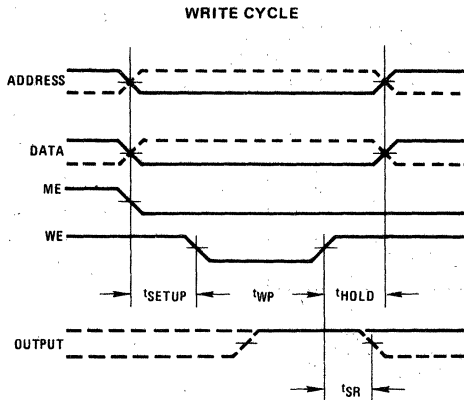 WRITE CYCLE
ADDRESS
DATA
ME
WE
tSETUP tWP tHOLD
OUTPUT
tSR